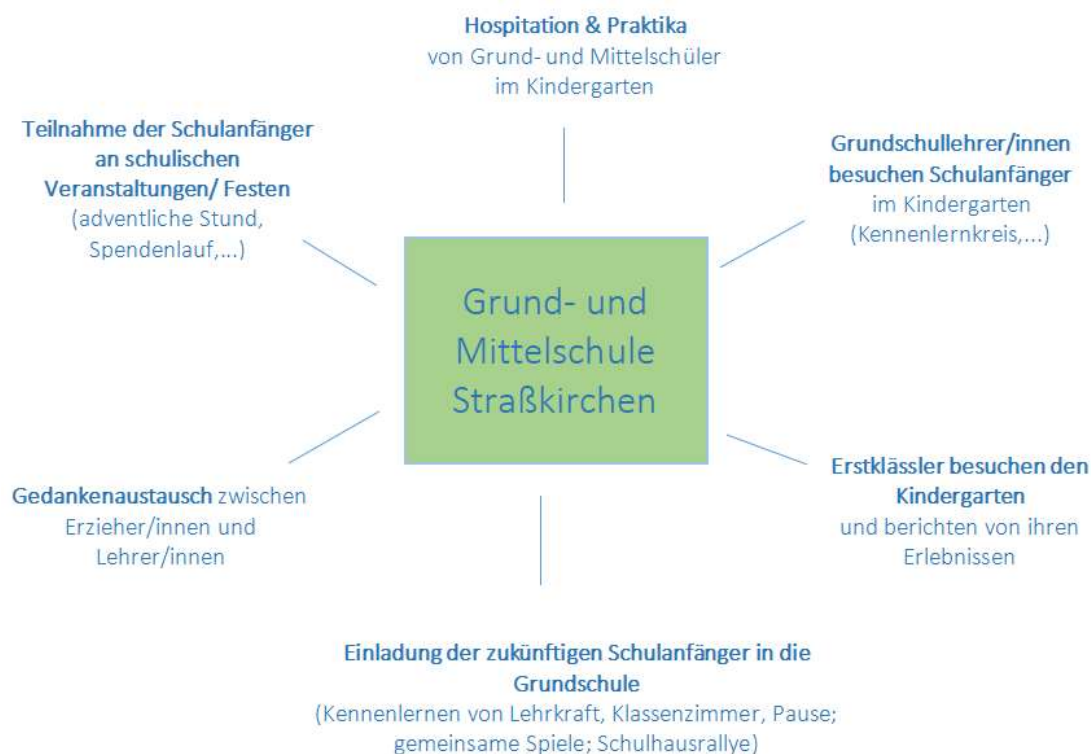 Hospitation & Praktika
von Grund- und Mittelschüler
im Kindergarten
Teilnahme der Schulanfänger
an schulischen
Veranstaltungen/ Festen
(adventliche Stund,
Spendenlauf,...)
Grundschullehrer/innen
besuchen Schulanfänger
im Kindergarten
(Kennenlernkreis,...)
Grund- und
Mittelschule
Straßkirchen
Gedankenaustausch zwischen
Erzieher/innen und
Lehrer/innen
Erstklässler besuchen den
Kindergarten
und berichten von ihren
Erlebnissen
Einladung der zukünftigen Schulanfänger in die
Grundschule
(Kennenlernen von Lehrkraft, Klassenzimmer, Pause;
gemeinsame Spiele; Schulhausrallye)